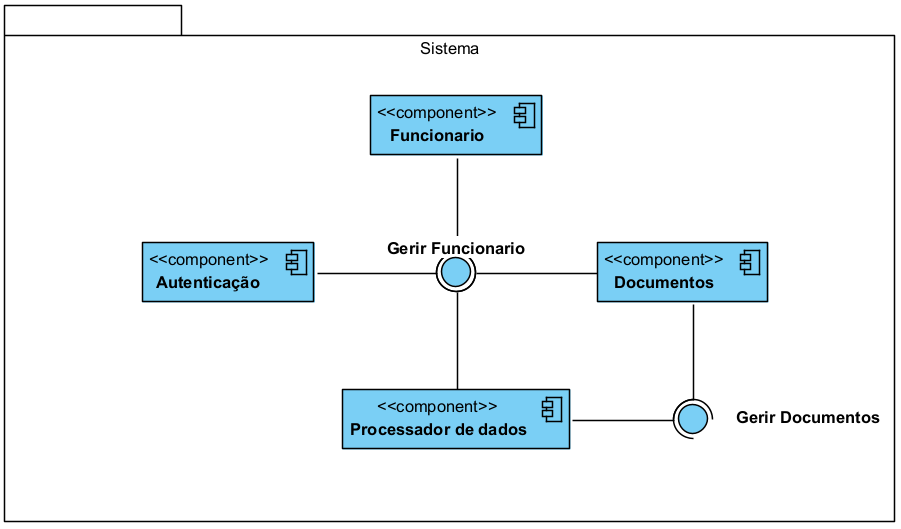 Sistema
<<component>>
Funcionario
Gerir Funcionario
<<component>>
Autenticação
<<component>>
Documentos
<<component>>
Processador de dados
Gerir Documentos